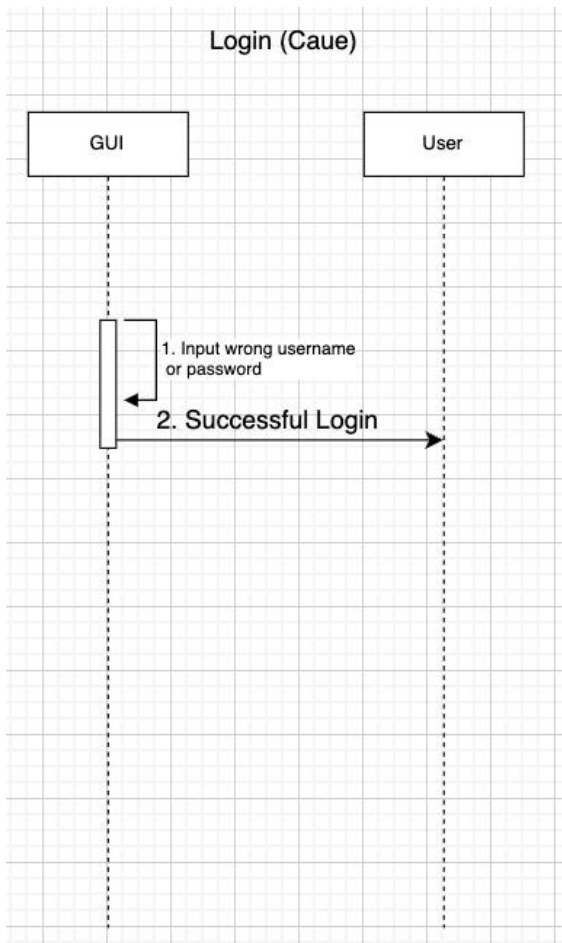 Login (Caue)
GUI
User
1. Input wrong username
or password
2. Successful Login